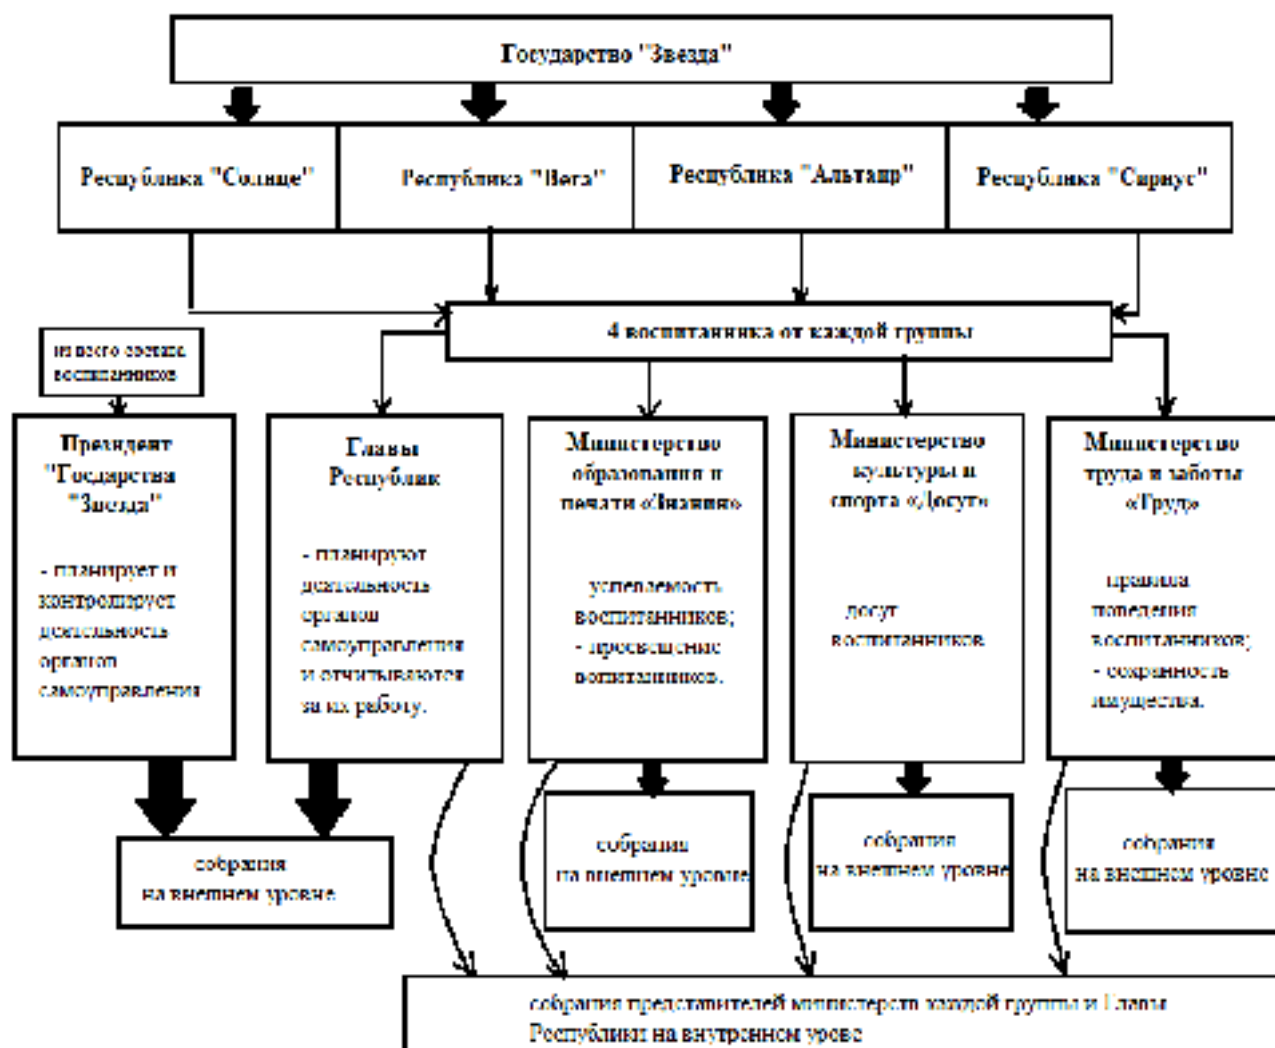 Государство "Звезда"
Республика "Солнце"
Республика "Вега"
Республика "Альтаир"
Республика "Сириус"
4 воспитанника от каждой группы
из всего состава
воспитанников
Президент
"Госдарства
"Звезда"
- планирует и
контролирует
деятельность
органов
самоуправления
Главы
Республик
- планируют
деятельность
органов
самоуправления
и отчитываются
за их работу.
Министерство
образования и
печати «Знания»
успеваемость
воспитанников;
- просвещение
вопитанников.
Министерство
культуры и
спорта «Досуг»
досуг
воспитанников
Министерство
труда и заботы
«Труд»
правила
поведения
воспитанников;
- сохранность
имущества.
собрания
на внешнем уровне
собрания
на внешнем уровне
собрания
на внешнем уровне
собрания
на внешнем уровне
собрания представителей министерств каждой группы и Главы
Республики на внутреннем урове